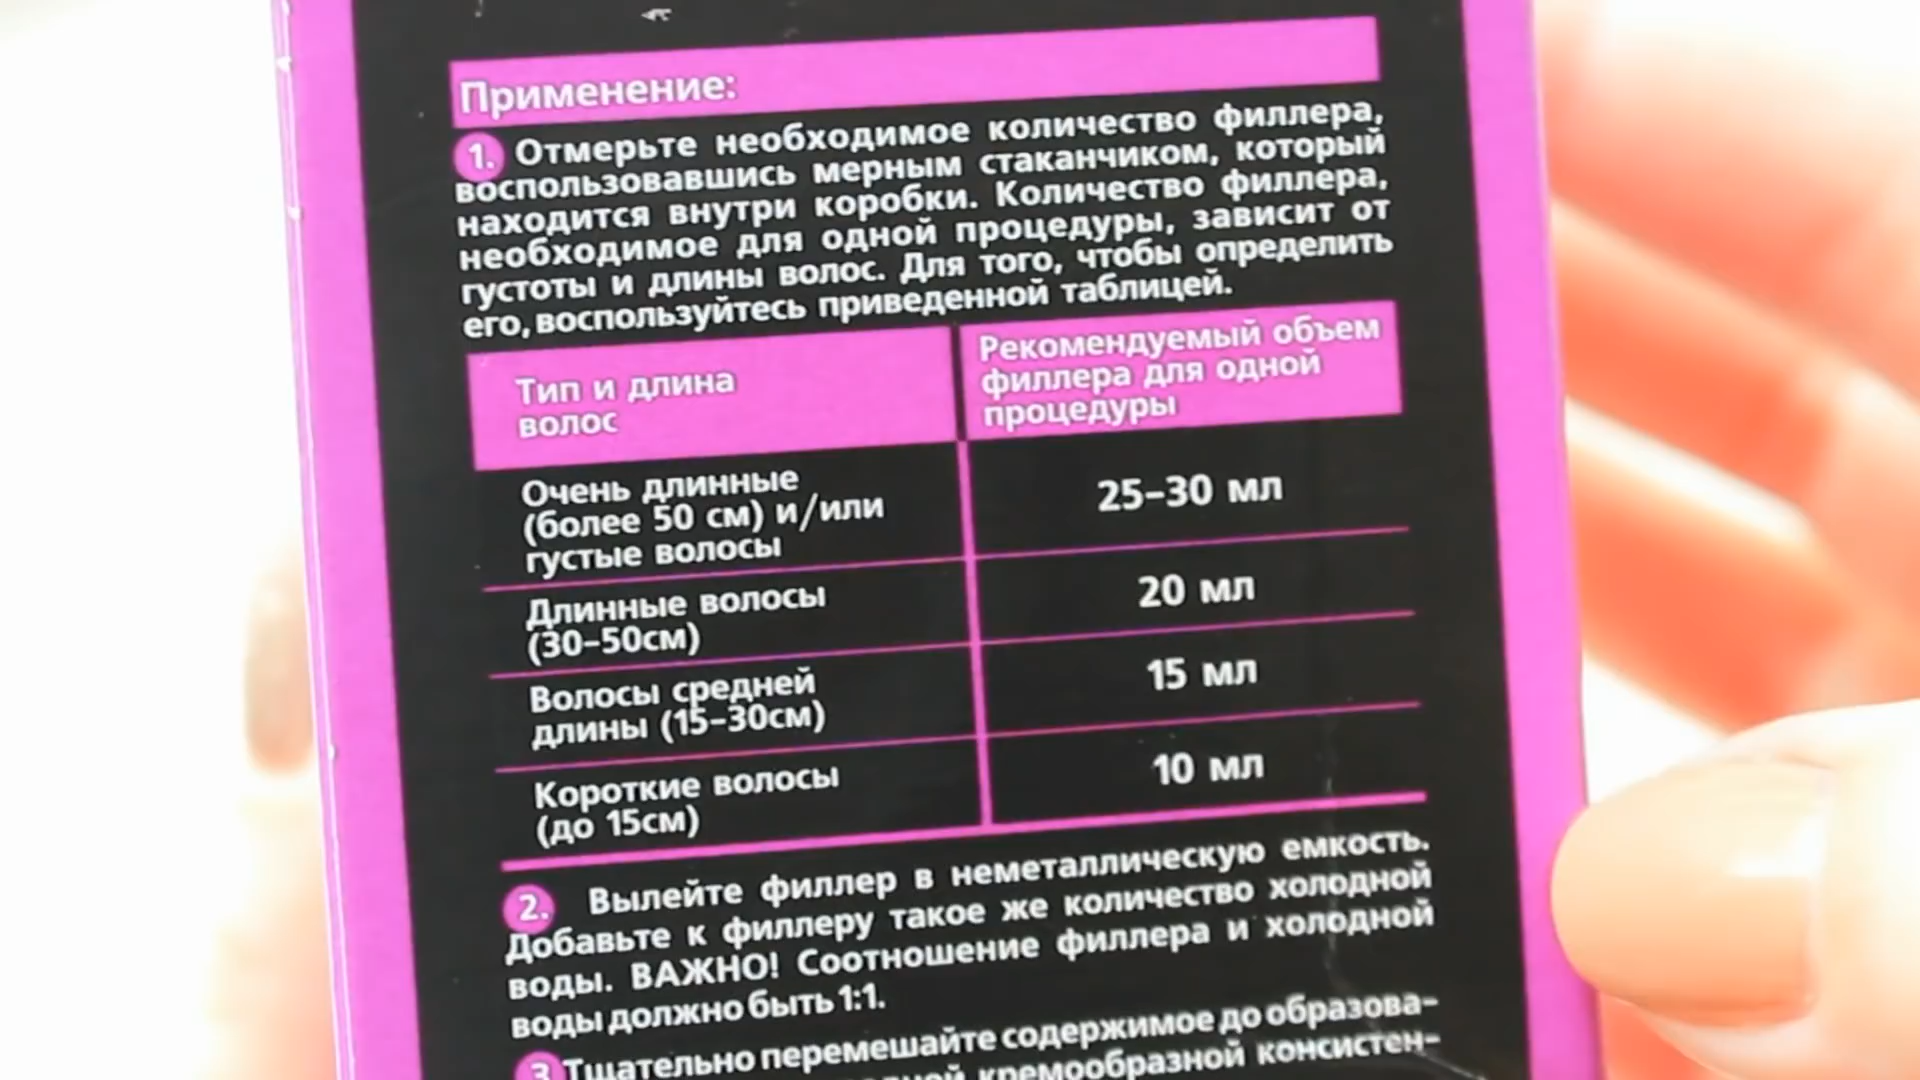 Применение:
1. Отмерьте необходимое количество филлера,
воспользовавшись мерным стаканчиком, который
находится внутри коробки. Количество филлера,
необходимое для одной процедуры, зависит от
густоты и длины волос. Для того, чтобы определить
его, воспользуйтесь приведенной таблицей.
Тип и длина
волос
Рекомендуемый объем
филлера для одной
процедуры
Очень длинные
(более 50 см) и/или
густые волосы
25–30 мл
Длинные волосы
(30–50см)
20 мл
Волосы средней
длины (15–30см)
15 мл
Короткие волосы
(до 15см)
10 мл
2. Вылейте филлер в неметаллическую емкость.
Добавьте к филлеру такое же количество холодной
воды. ВАЖНО! Соотношение филлера и холодной
воды должно быть 1:1.
3 Тщательно перемешайте содержимое до образова–
кремообразной консистен–